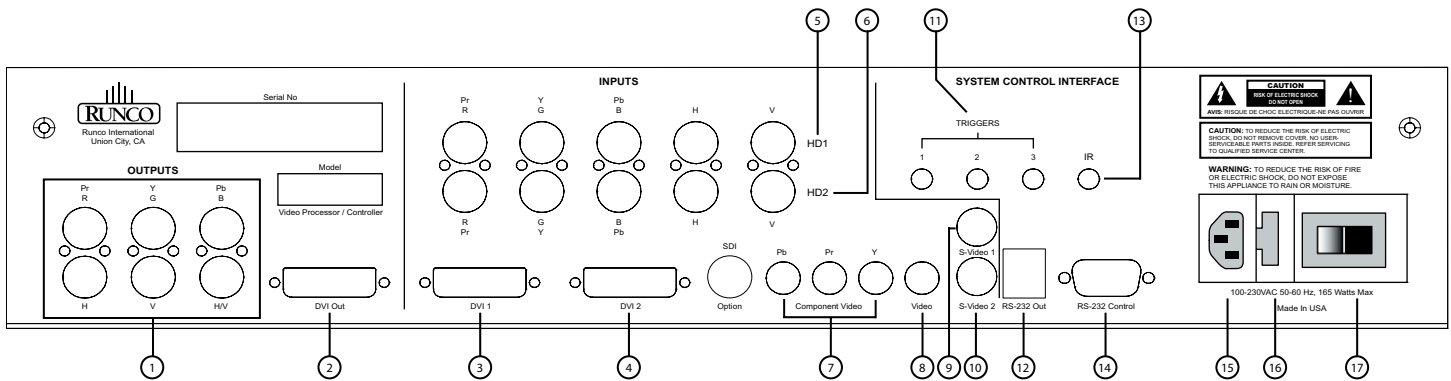 5
6
11
13
RUNCO
Runco International
Union City, CA
Serial No
INPUTS
SYSTEM CONTROL INTERFACE
CAUTION
RISK OF ELECTRIC SHOCK
DO NOT OPEN
AVIS: RISQUE DE CHOC ELECTRIQUE-NE PAS OUVRIR
CAUTION: TO REDUCE THE RISK OF ELECTRIC
SHOCK, DO NOT REMOVE COVER. NO USER-
SERVICEABLE PARTS INSIDE. REFER SERVICING
TO QUALIFIED SERVICE CENTER.
WARNING: TO REDUCE THE RISK OF FIRE
OR ELECTRIC SHOCK, DO NOT EXPOSE
THIS APPLIANCE TO RAIN OR MOISTURE.
Pr Y Pb
R G B H V
HD1
HD2
R G B H V
Pr Y Pb
TRIGGERS
1 2 3 IR
OUTPUTS
Pr Y Pb
R G B
H V H/V
Model
Video Processor / Controller
DVI Out
DVI 1
DVI 2
SDI
Option
Pb Pr Y
Component Video
Video
S-Video 1
S-Video 2
RS-232 Out
RS-232 Control
100-230VAC 50-60 Hz, 165 Watts Max
Made In USA
1
2
3
4
7
8
9
10
12
14
15
16
17